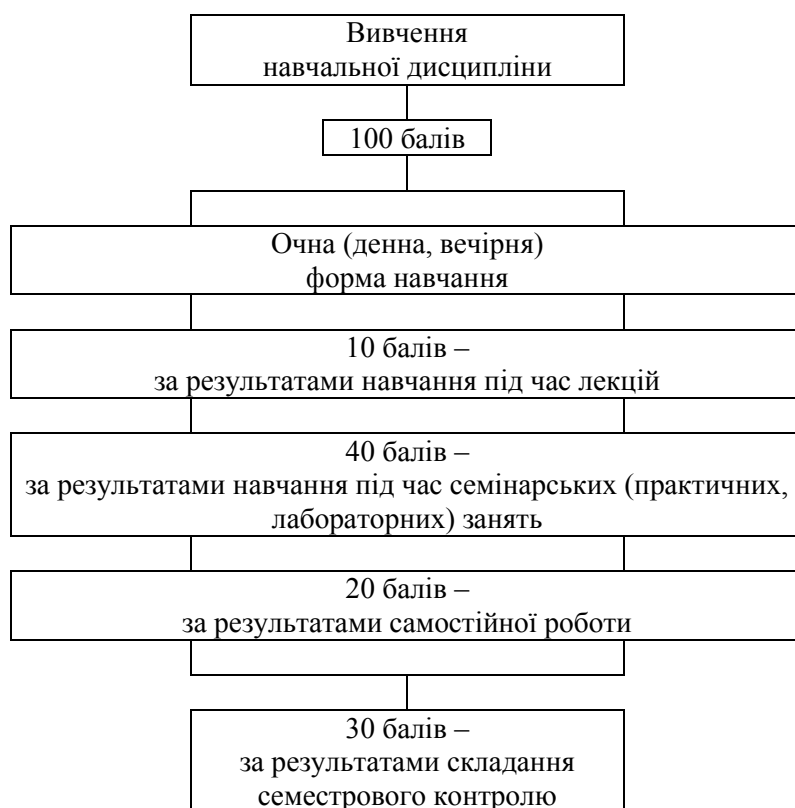 Вивчення
навчальної дисципліни
100 балів
Очна (денна, вечірня)
форма навчання
10 балів –
за результатами навчання під час лекцій
40 балів –
за результатами навчання під час семінарських (практичних,
лабораторних) занять
20 балів –
за результатами самостійної роботи
30 балів –
за результатами складання
семестрового контролю